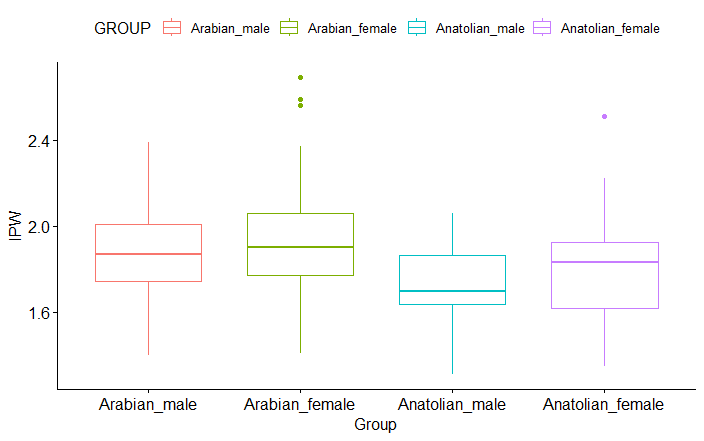 GROUP Arabian_male Arabian_female Anatolian_male Anatolian_female
IPW
2.4
2.0
1.6
Arabian_male Arabian_female Anatolian_male Anatolian_female
Group